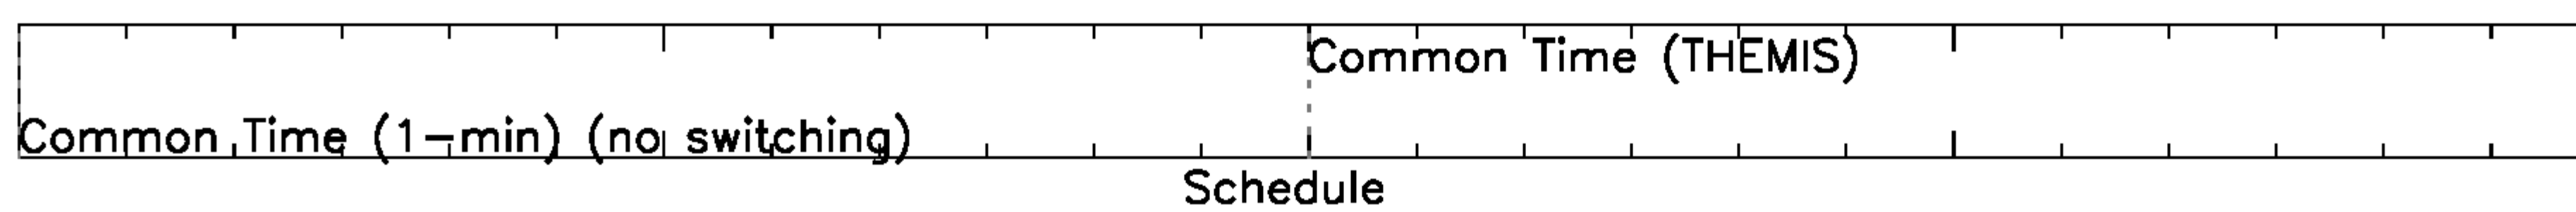 Common Time (THEMIS)
Common Time (1-min) (no switching)
Schedule